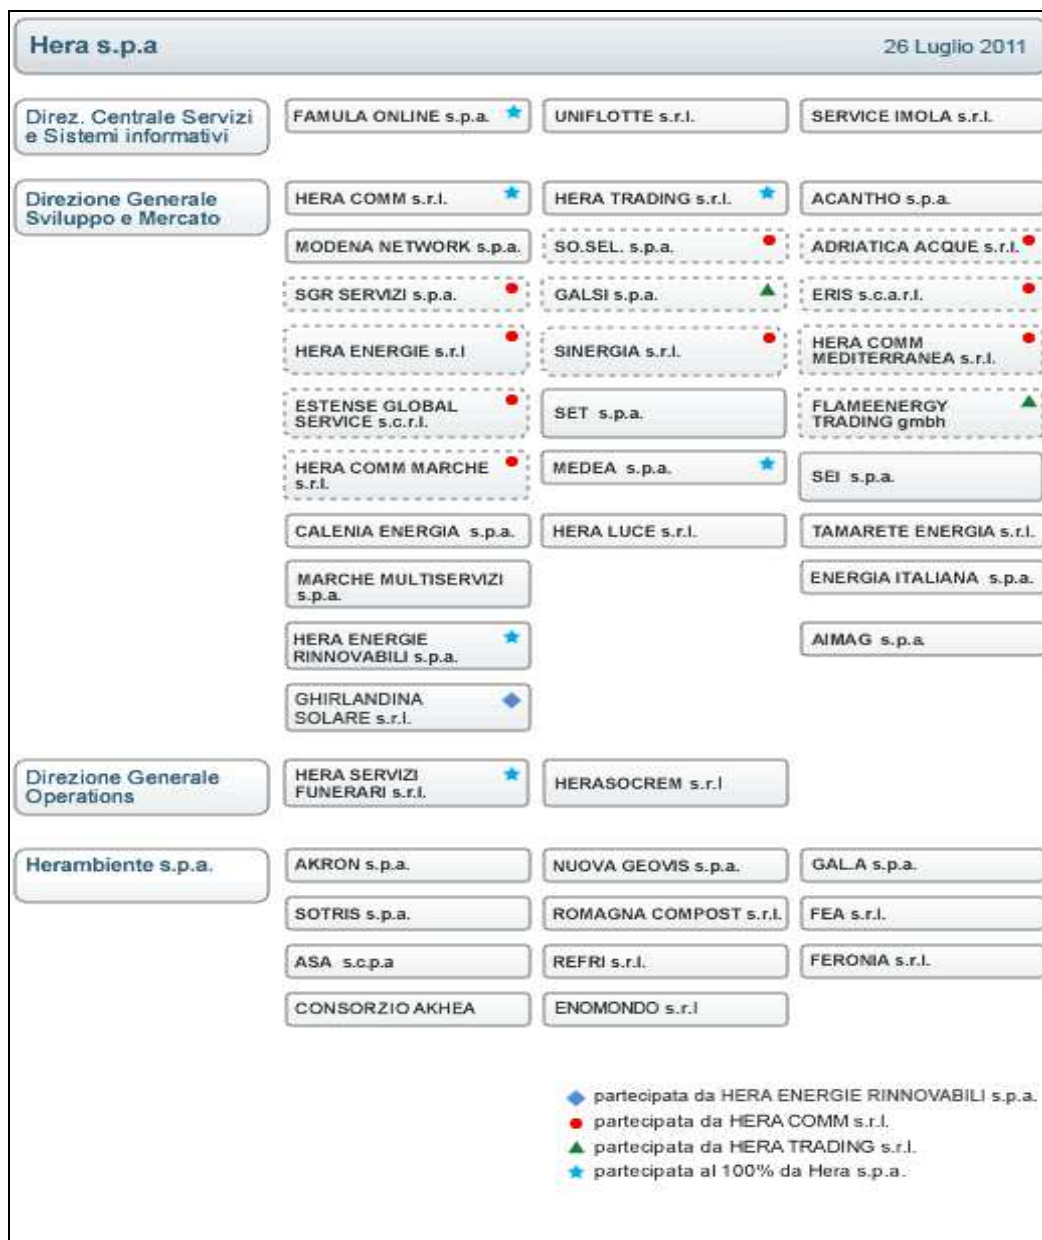 Hera s.p.a
26 Luglio 2011
Direz. Centrale Servizi
e Sistemi informativi
FAMULA ONLINE s.p.a.
UNIFLOTTE s.r.l.
SERVICE IMOLA s.r.l.
Direzione Generale
Sviluppo e Mercato
HERA COMM s.r.l.
HERA TRADING s.r.l.
ACANTHO s.p.a.
MODENA NETWORK s.p.a.
SO.SEL. s.p.a.
ADRIATICA ACQUE s.r.l.
SGR SERVIZI s.p.a.
GALSI s.p.a.
ERIS s.c.a.r.l.
HERA ENERGIE s.r.l
SINERGIA s.r.l.
HERA COMM
MEDITERRANEA s.r.l.
ESTENSE GLOBAL
SERVICE s.c.r.l.
SET s.p.a.
FLAMEENERGY
TRADING gmbh
HERA COMM MARCHE
s.r.l.
MEDEA s.p.a.
SEI s.p.a.
CALENIA ENERGIA s.p.a.
HERA LUCE s.r.l.
TAMARETE ENERGIA s.r.l.
MARCHE MULTISERVIZI
s.p.a.
ENERGIA ITALIANA s.p.a.
HERA ENERGIE
RINNOVABILI s.p.a.
AIMAG s.p.a
GHIRLANDINA
SOLARE s.r.l.
Direzione Generale
Operations
HERA SERVIZI
FUNERARI s.r.l.
HERASOCREM s.r.l
Herambiente s.p.a.
AKRON s.p.a.
NUOVA GEOVIS s.p.a.
GAL.A s.p.a.
SOTRIS s.p.a.
ROMAGNA COMPOST s.r.l.
FEA s.r.l.
ASA s.c.p.a
REFRI s.r.l.
FERONIA s.r.l.
CONSORZIO AKHEA
ENOMONDO s.r.l
partecipata da HERA ENERGIE RINNOVABILI s.p.a.
partecipata da HERA COMM s.r.l.
partecipata da HERA TRADING s.r.l.
partecipata al 100% da Hera s.p.a.